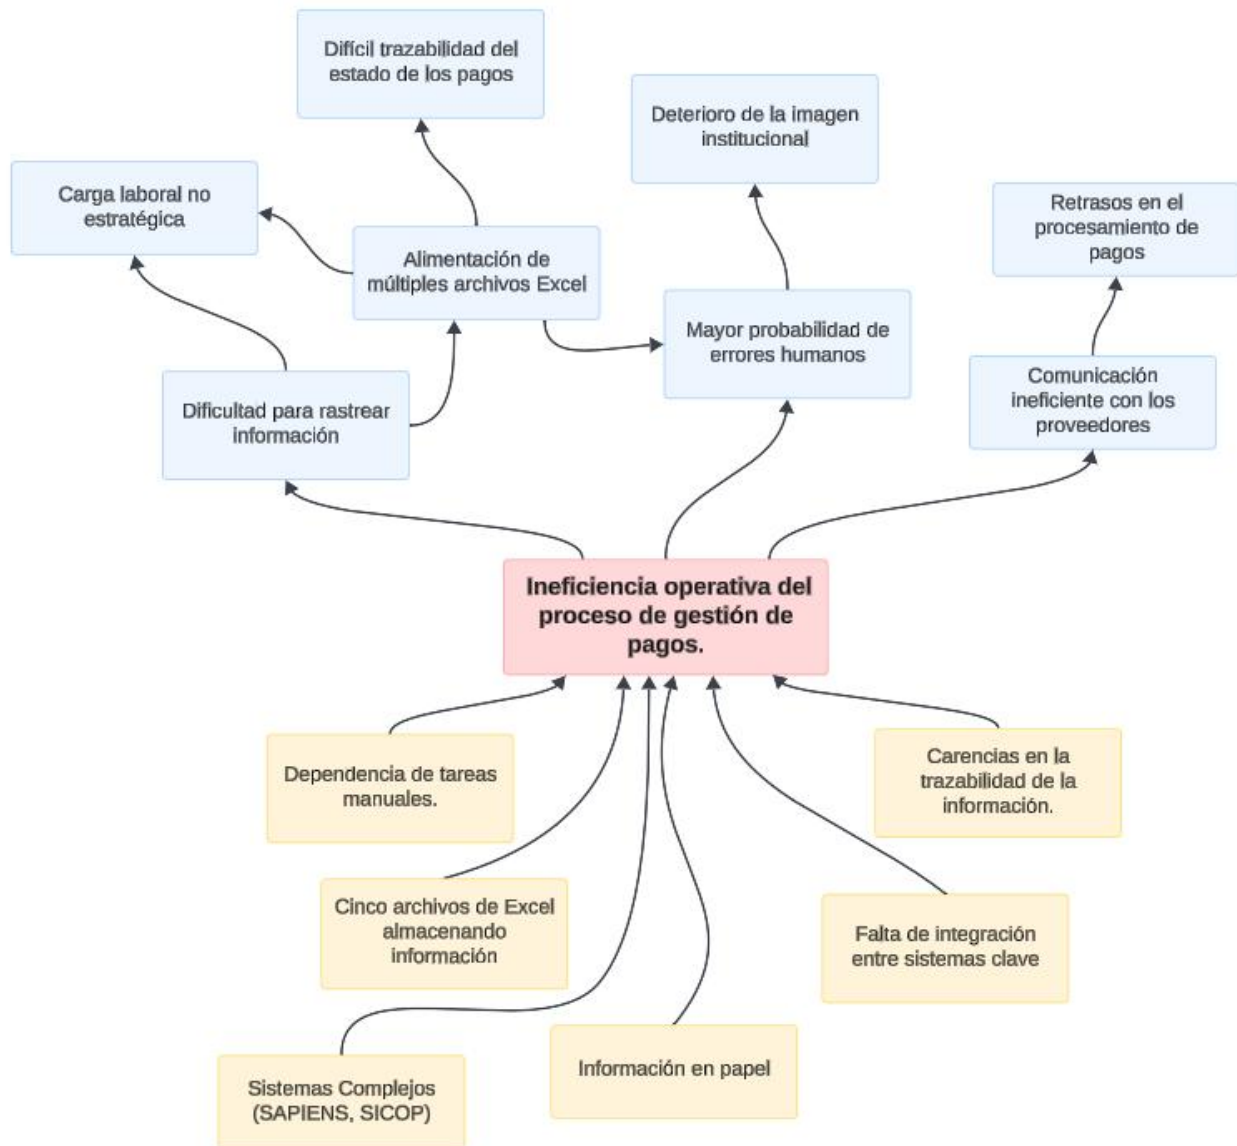 Difícil trazabilidad del
estado de los pagos
Deterioro de la imagen
institucional
Carga laboral no
estratégica
Retrasos en el
procesamiento de
pagos
Alimentación de
múltiples archivos Excel
Mayor probabilidad de
errores humanos
Comunicación
ineficiente con los
proveedores
Dificultad para rastrear
información
Ineficiencia operativa del
proceso de gestión de
pagos.
Dependencia de tareas
manuales.
Carencias en la
trazabilidad de la
información.
Cinco archivos de Excel
almacenando
información
Falta de integración
entre sistemas clave
Información en papel
Sistemas Complejos
(SAPIENS, SICOP)